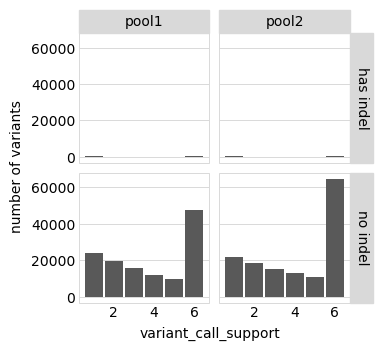 pool1 pool2
number of variants
60000
40000
20000
0
has indel
60000
40000
20000
0
no indel
2 4 6 2 4 6
variant_call_support